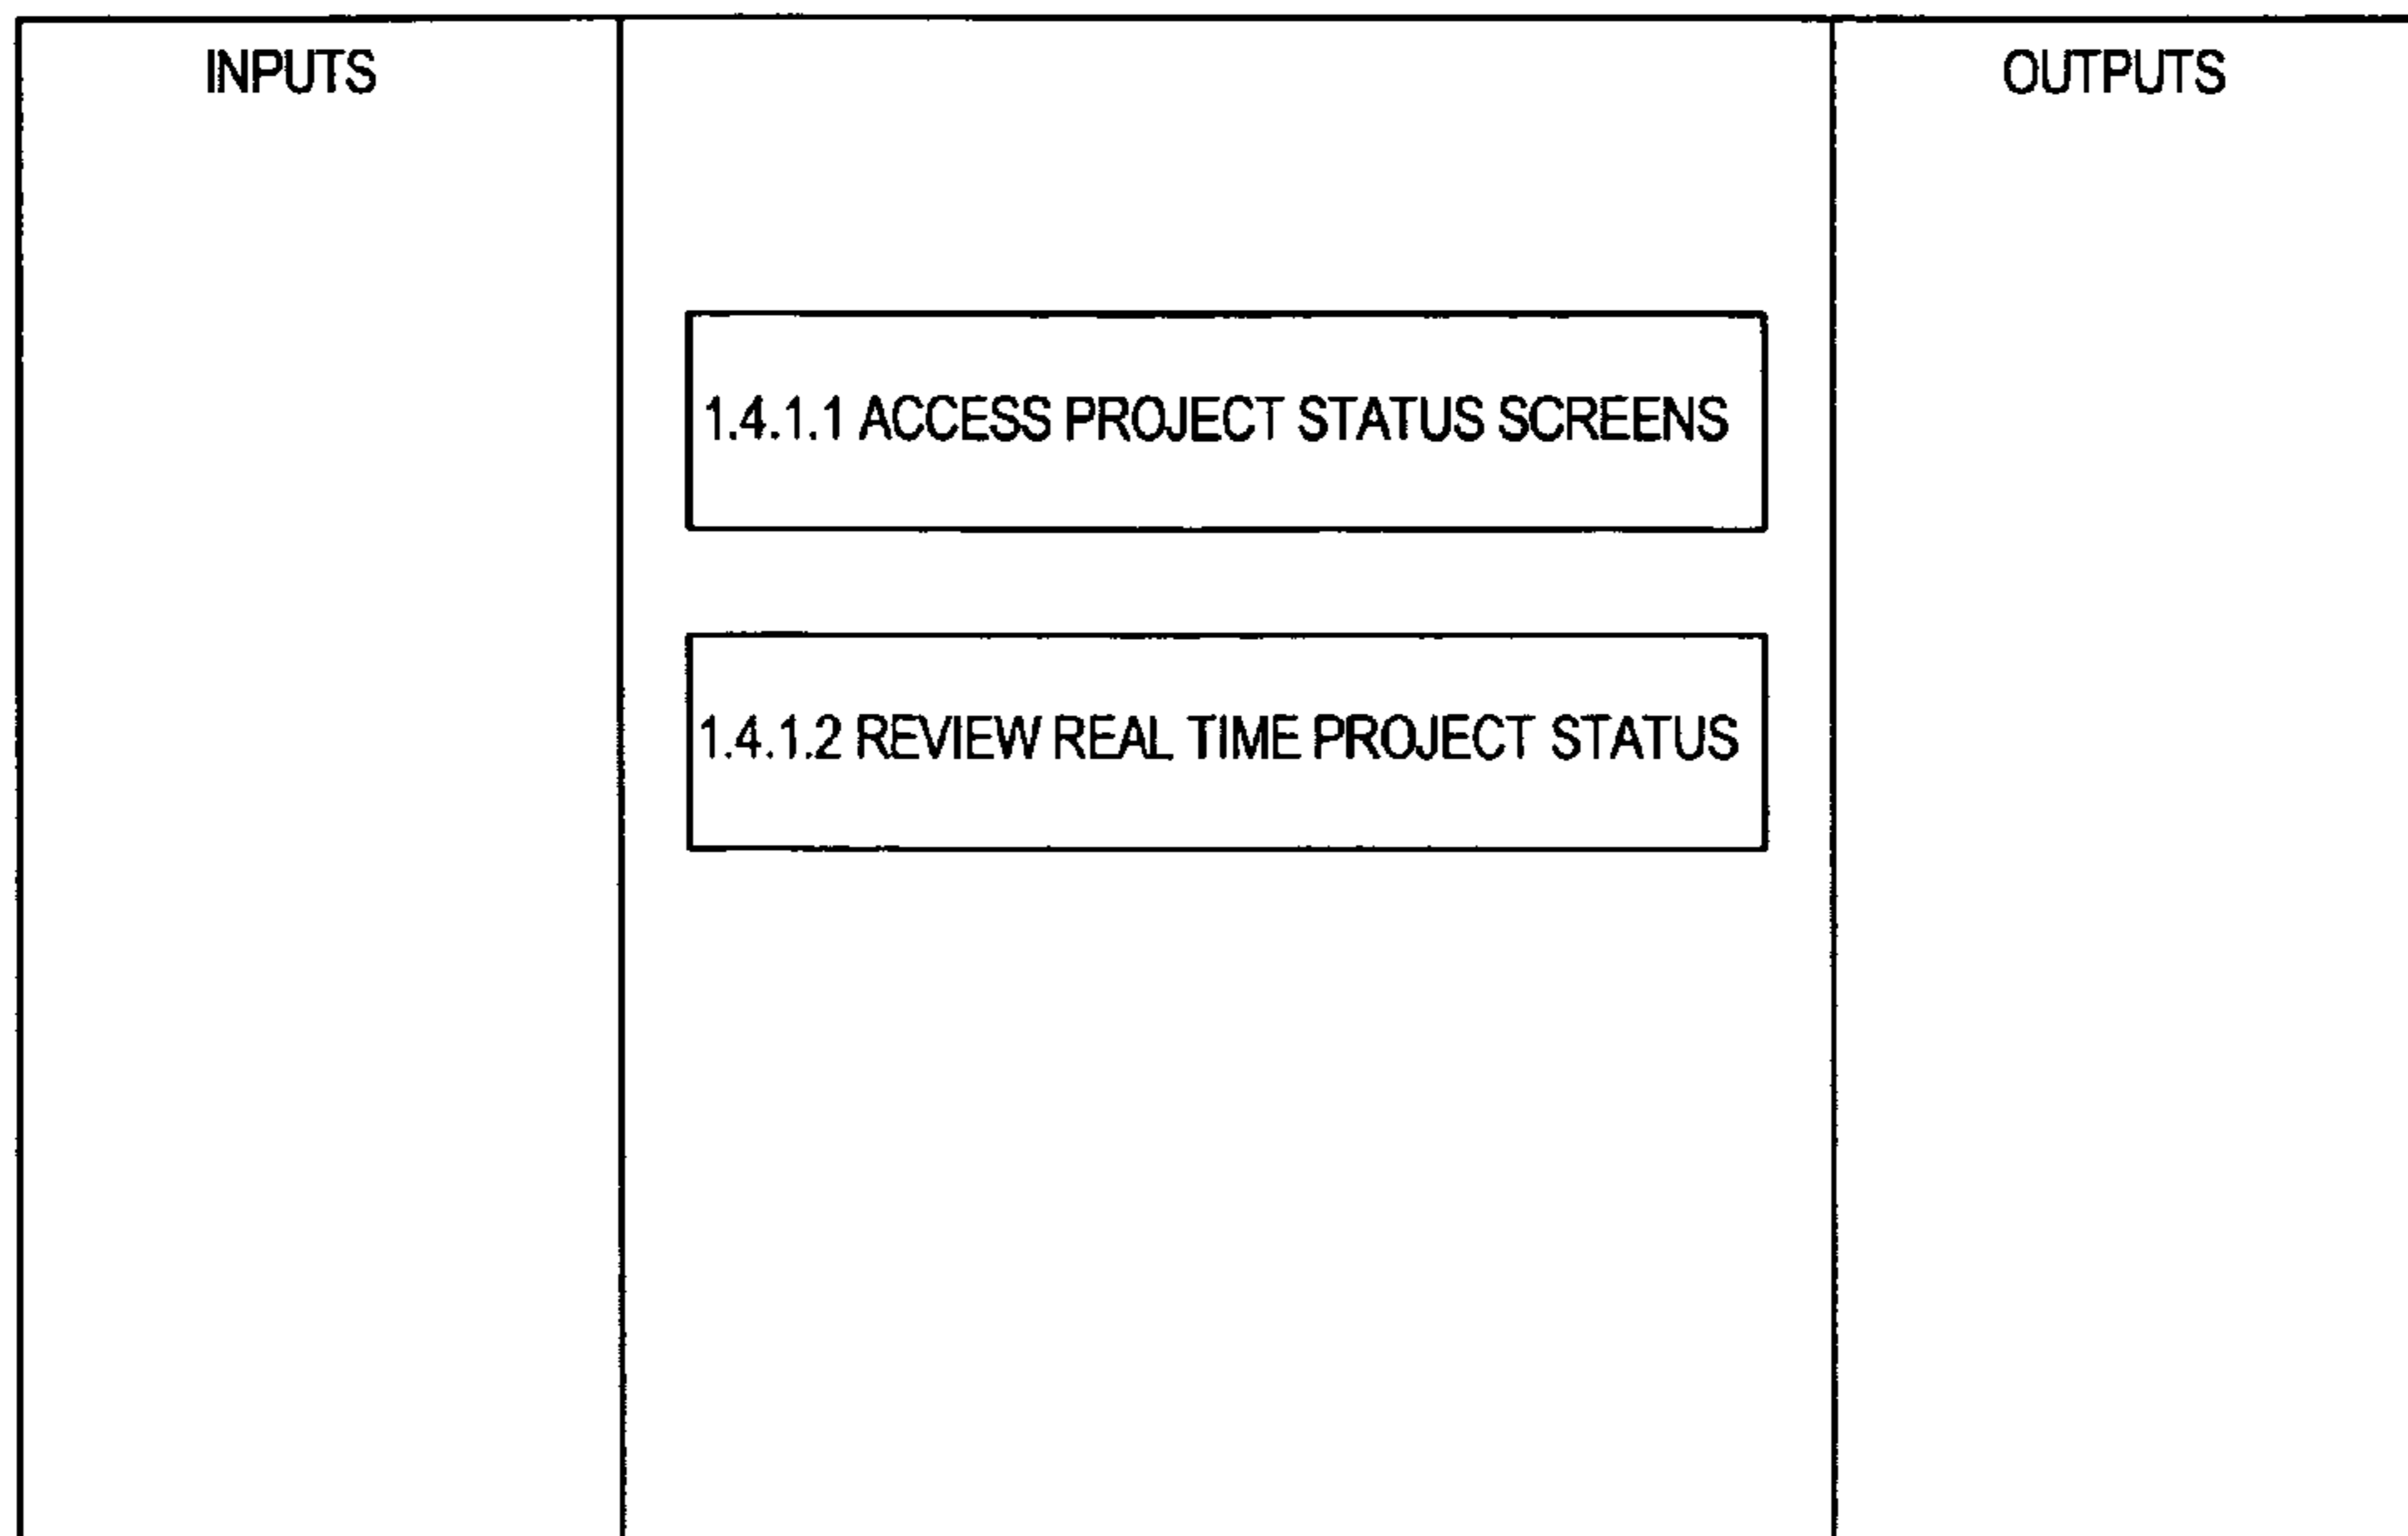 INPUTS
OUTPUTS
1.4.1.1 ACCESS PROJECT STATUS SCREENS
1.4.1.2 REVIEW REAL TIME PROJECT STATUS